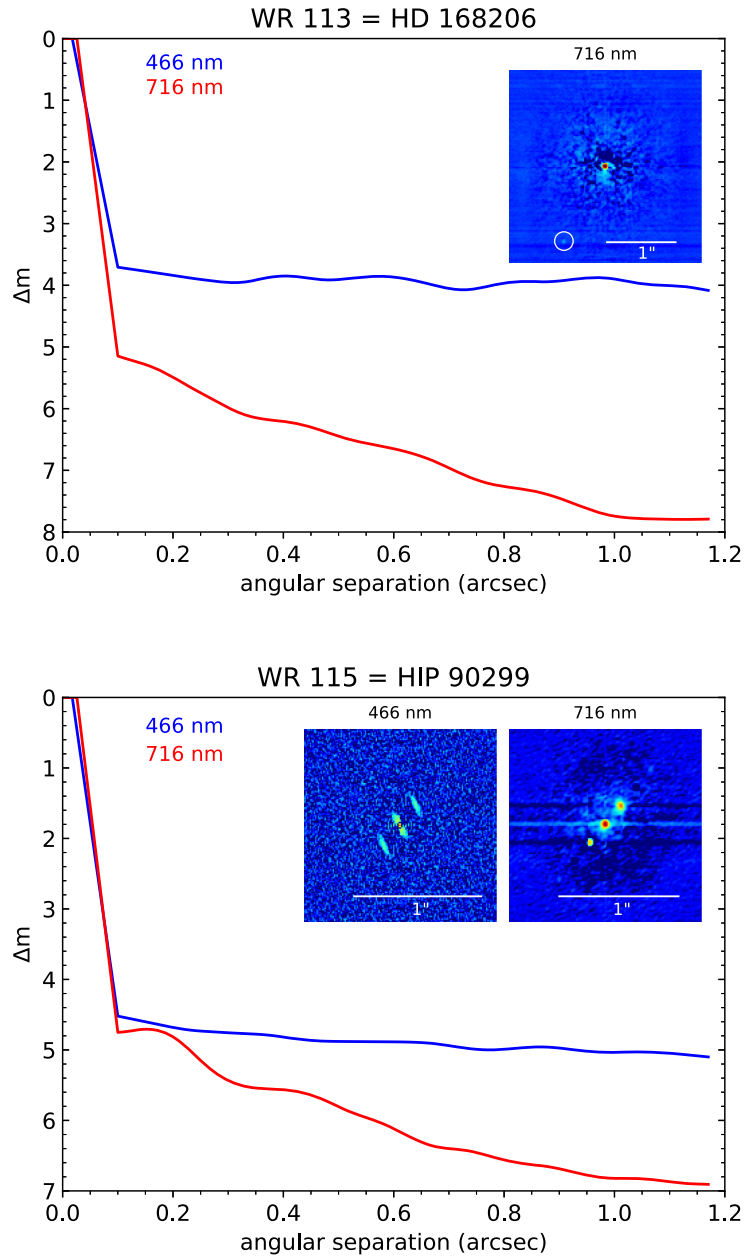 WR 113 = HD 168206
466 nm
716 nm
716 nm
1"
0
1
2
3
4
5
6
7
8
Δm
0.0 0.2 0.4 0.6 0.8 1.0 1.2
angular separation (arcsec)
WR 115 = HIP 90299
466 nm
716 nm
466 nm
716 nm
1"
1"
0
1
2
3
4
5
6
7
Δm
0.0 0.2 0.4 0.6 0.8 1.0 1.2
angular separation (arcsec)